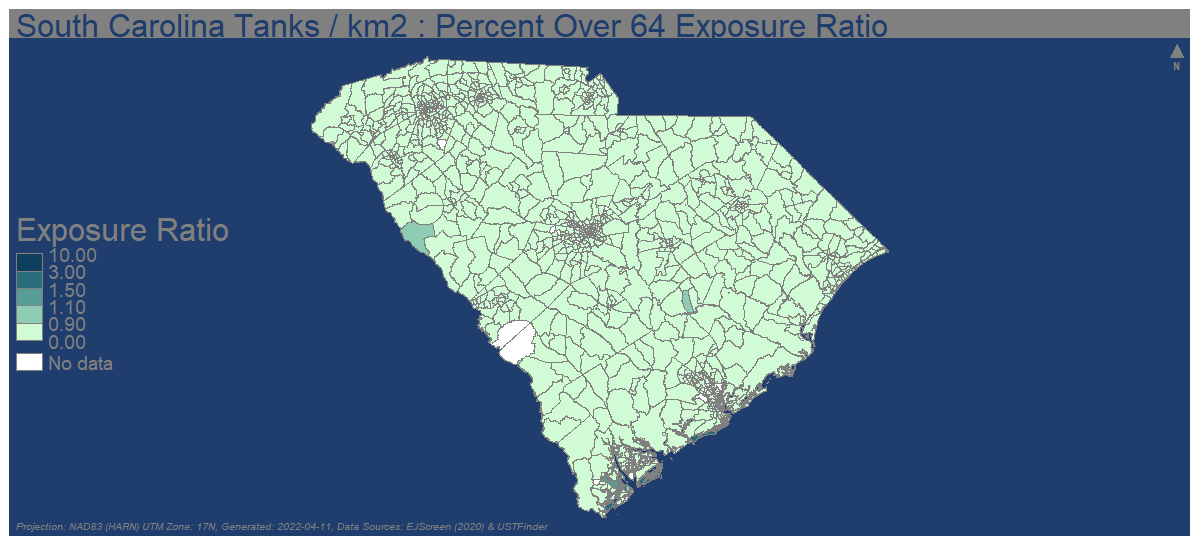 South Carolina Tanks / km2 : Percent Over 64 Exposure Ratio
N
Exposure Ratio
10.00
3.00
1.50
1.10
0.90
0.00
No data
Projection: NAD83 (HARN) UTM Zone: 17N, Generated: 2022-04-11, Data Sources: EJScreen (2020) & USTFinder